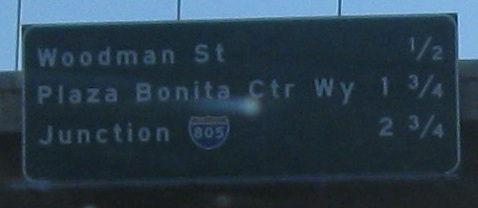 Woodman St 1/2
Plaza Bonita Ctr Wy 1 3/4
Junction 805 2 3/4